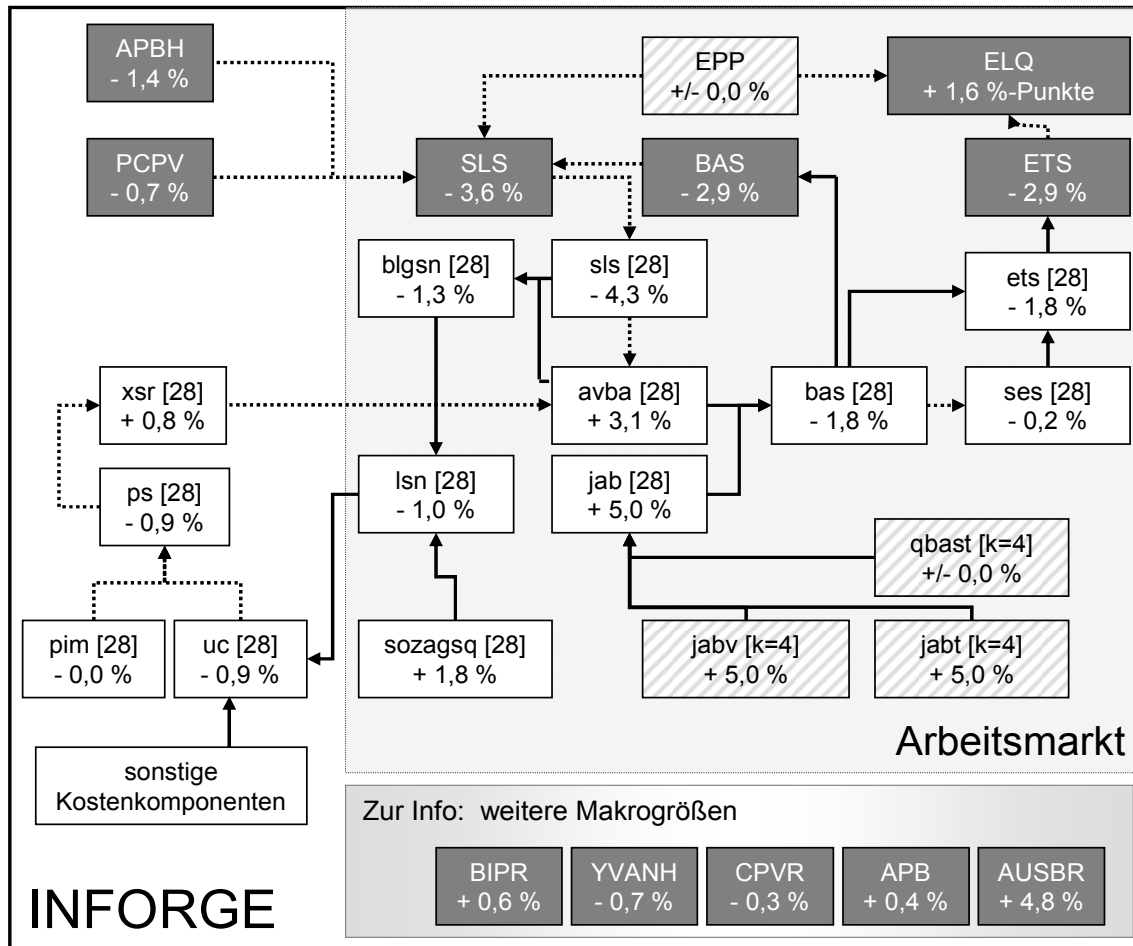 APBH
- 1,4 %
EPP
+/- 0,0 %
ELQ
+ 1,6 %-Punkte
PCPV
- 0,7 %
SLS
- 3,6 %
BAS
- 2,9 %
ETS
- 2,9 %
blgsn [28]
- 1,3 %
sls [28]
- 4,3 %
ets [28]
- 1,8 %
xsr [28]
+ 0,8 %
avba [28]
+ 3,1 %
bas [28]
- 1,8 %
ses [28]
- 0,2 %
ps [28]
- 0,9 %
lsn [28]
- 1,0 %
jab [28]
+ 5,0 %
qbast [k=4]
+/- 0,0 %
pim [28]
- 0,0 %
uc [28]
- 0,9 %
sozagsq [28]
+ 1,8 %
jabv [k=4]
+ 5,0 %
jabt [k=4]
+ 5,0 %
Arbeitsmarkt
sonstige
Kostenkomponenten
Zur Info: weitere Makrogrößen
BIPR
+ 0,6 %
YVANH
- 0,7 %
CPVR
- 0,3 %
APB
+ 0,4 %
AUSBR
+ 4,8 %
INFORGE